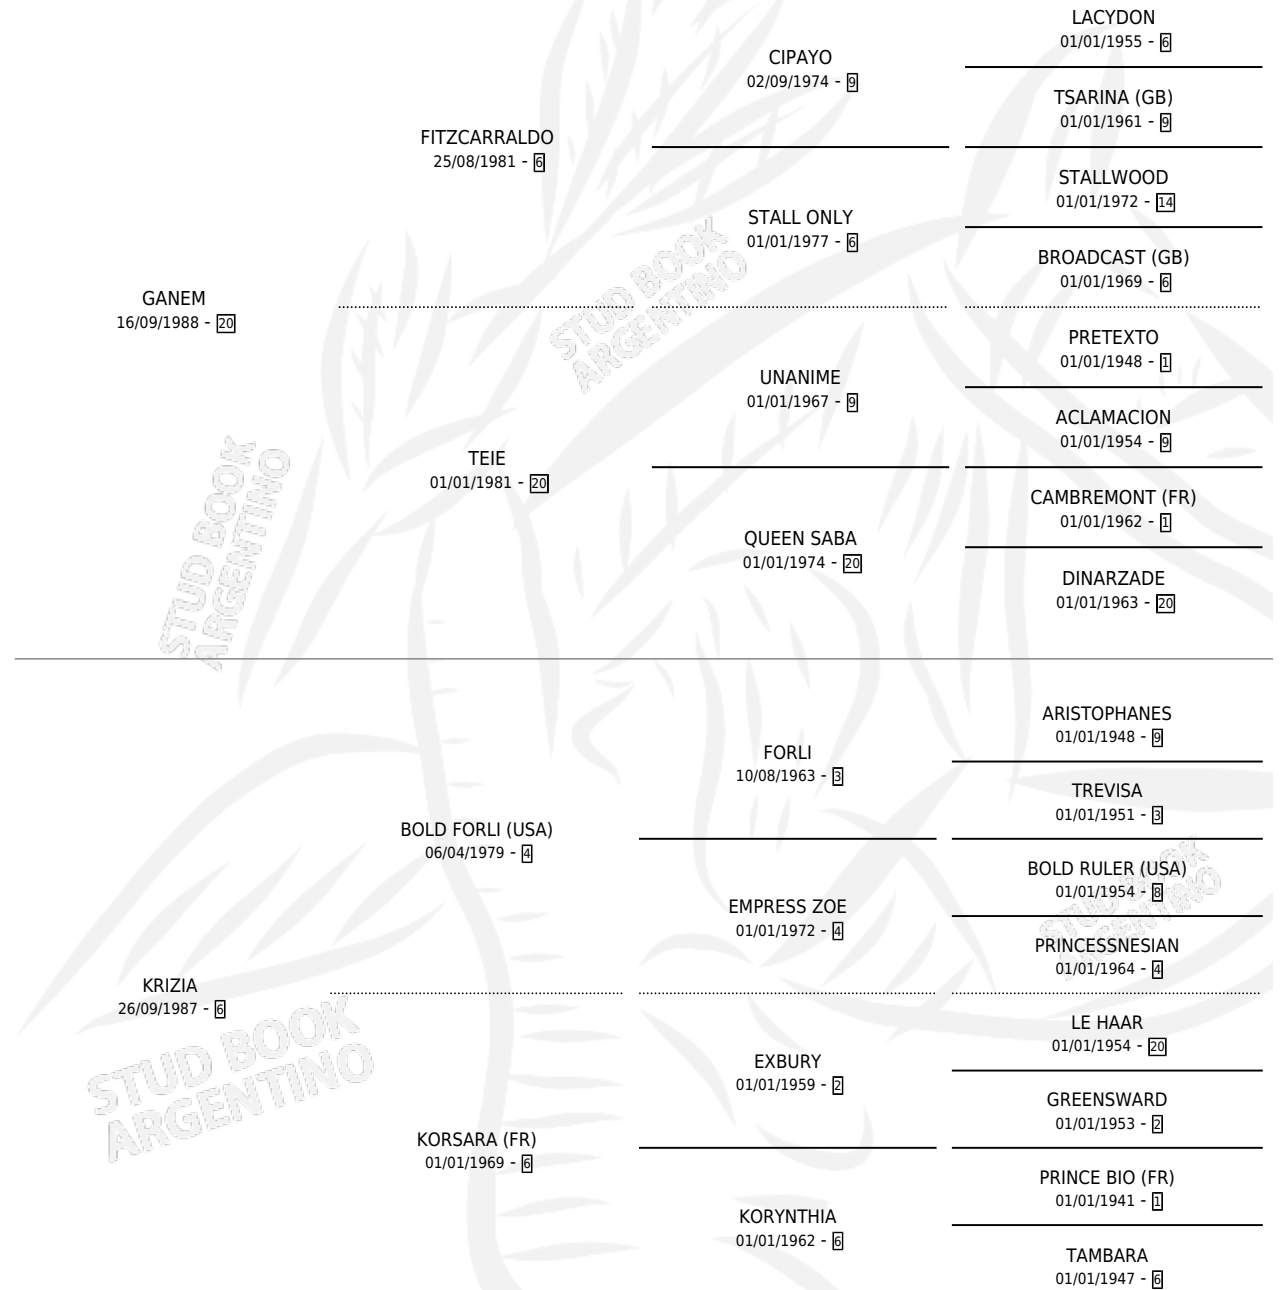 LACYDON
01/01/1955 - 6
CIPAYO
02/09/1974 - 9
TSARINA (GB)
01/01/1961 - 9
FITZCARRALDO
25/08/1981 - 6
STALLWOOD
01/01/1972 - 14
STALL ONLY
01/01/1977 - 6
BROADCAST (GB)
01/01/1969 - 6
GANEM
16/09/1988 - 20
PRETEXTO
01/01/1948 - 1
UNANIME
01/01/1967 - 9
ACLAMACION
01/01/1954 - 9
TEIE
01/01/1981 - 20
CAMBREMONT (FR)
01/01/1962 - 1
QUEEN SABA
01/01/1974 - 20
DINARZADE
01/01/1963 - 20
ARISTOPHANES
01/01/1948 - 9
FORLI
10/08/1963 - 3
TREVISA
01/01/1951 - 3
BOLD FORLI (USA)
06/04/1979 - 4
BOLD RULER (USA)
01/01/1954 - 8
EMPRESS ZOE
01/01/1972 - 4
PRINCESSNESIAN
01/01/1964 - 4
KRIZIA
26/09/1987 - 6
LE HAAR
01/01/1954 - 20
EXBURY
01/01/1959 - 2
GREENSWARD
01/01/1953 - 2
KORSARA (FR)
01/01/1969 - 6
PRINCE BIO (FR)
01/01/1941 - 1
KORYNTHIA
01/01/1962 - 6
TAMBARA
01/01/1947 - 6
STUD BOOK
ARGENTINO
STUD BOOK
ARGENTINO
STUD BOOK
ARGENTINO
STUD BOOK
ARGENTINO